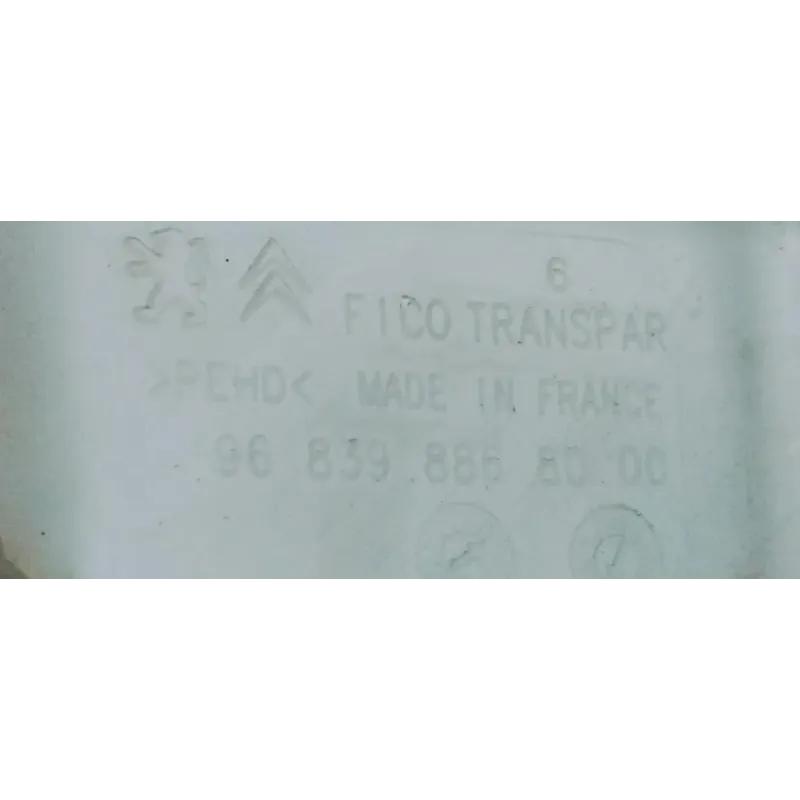 6
FICO TRANSPAR
>PEHD< MADE IN FRANCE
96 839 886 80 00